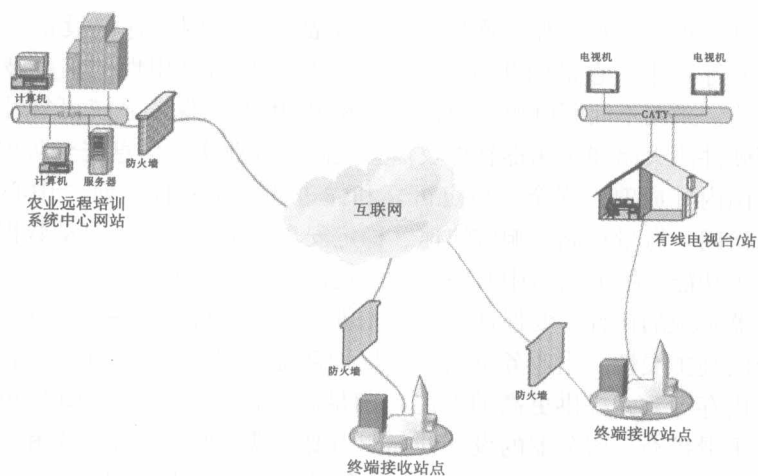 电视机
电视机
计算机
CATY
防火墙
计算机
服务器
农业远程培训
系统中心网站
互联网
有线电视台/站
防火墙
防火墙
终端接收站点
终端接收站点